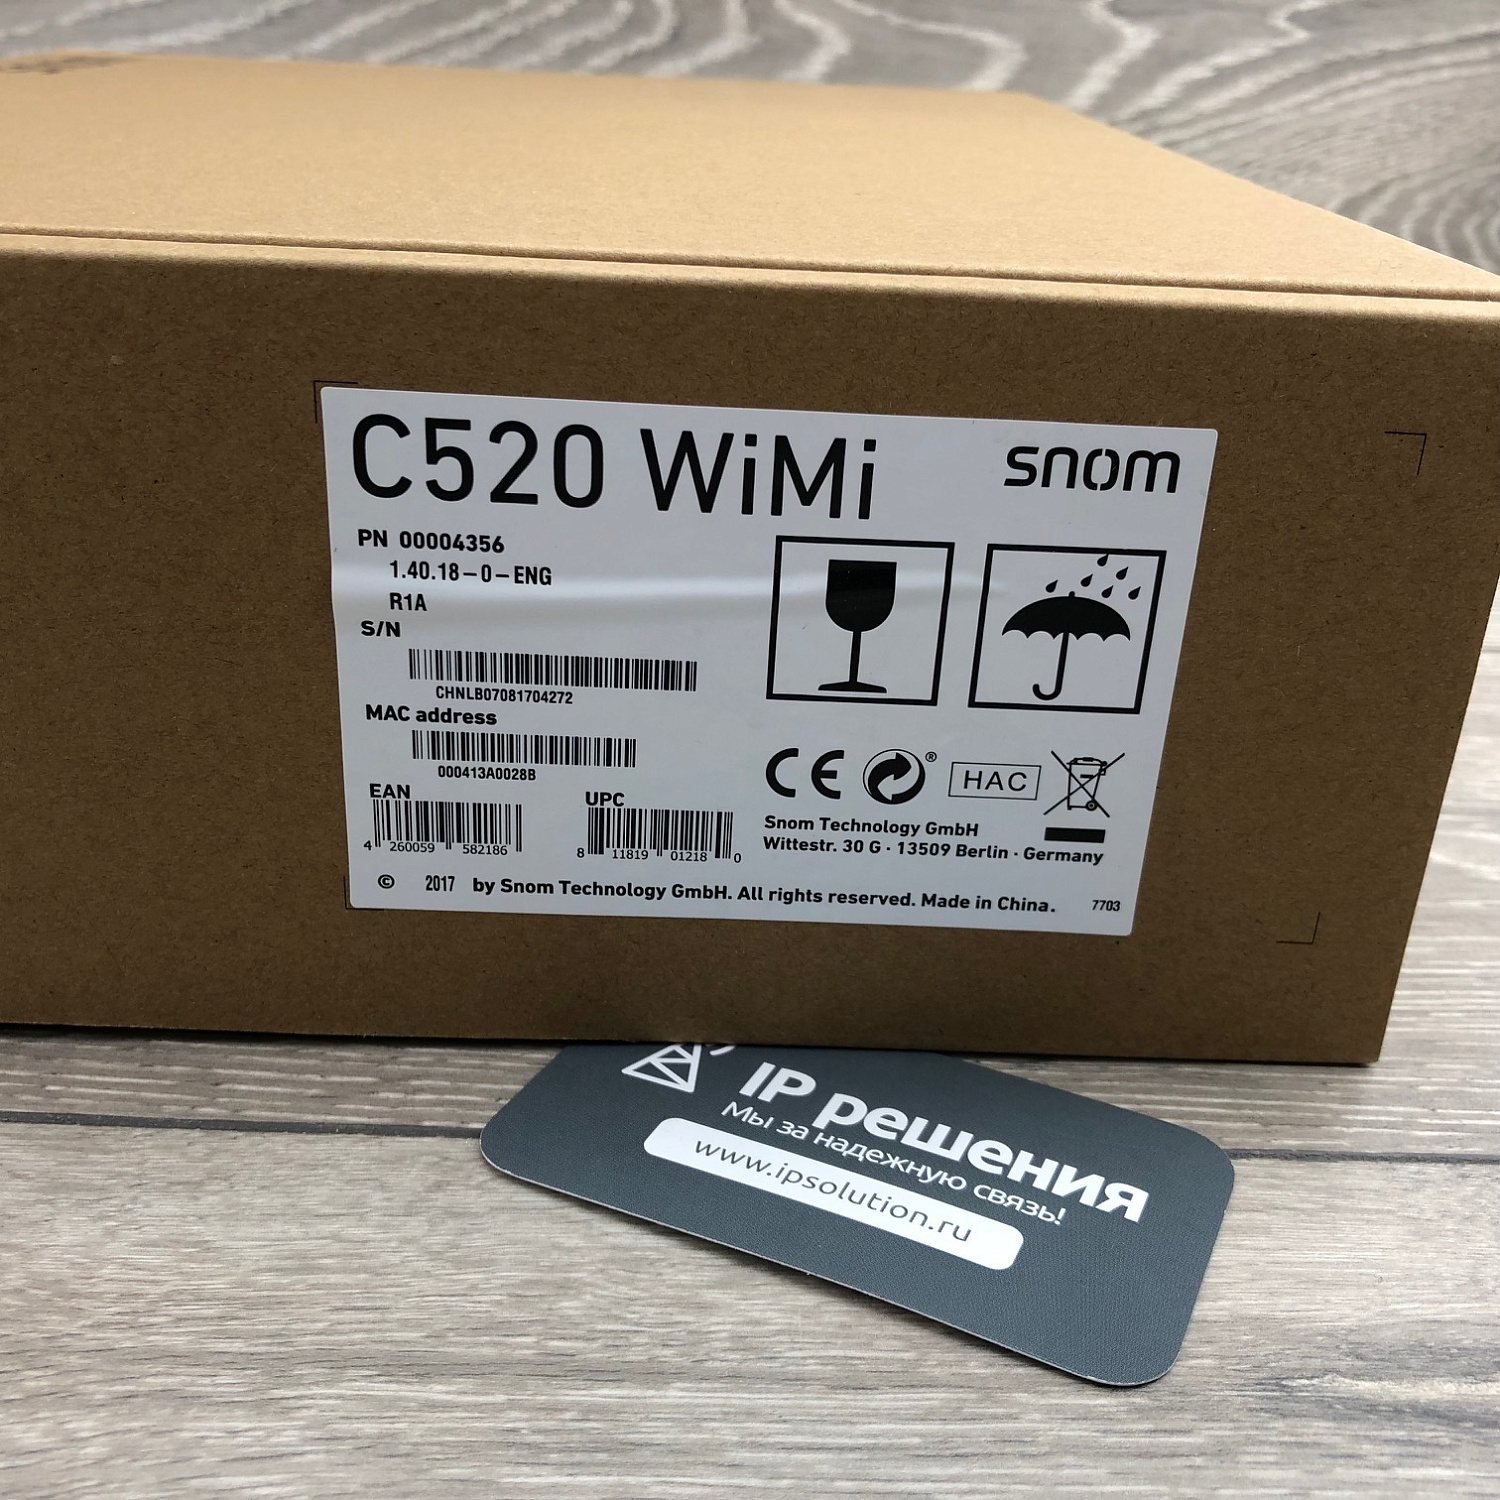 C520 WiMi
snom
PN 00004356
1.40.18-0-ENG
R1A
S/N
CHNLB07081704272
MAC address
000413A0028B
EAN
4 260059 582186
UPC
8 11819 01218 0
CE
®
HAC
Snom Technology GmbH
Wittestr. 30 G · 13509 Berlin · Germany
© 2017 by Snom Technology GmbH. All rights reserved. Made in China. 7703
IP решения
Мы за надежную связь!
www.ipsolution.ru